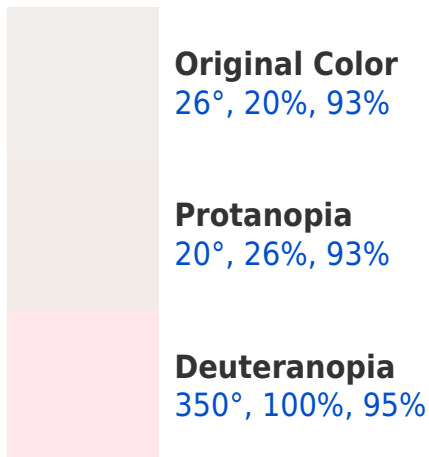 Original Color
26°, 20%, 93%
Protanopia
20°, 26%, 93%
Deuteranopia
350°, 100%, 95%